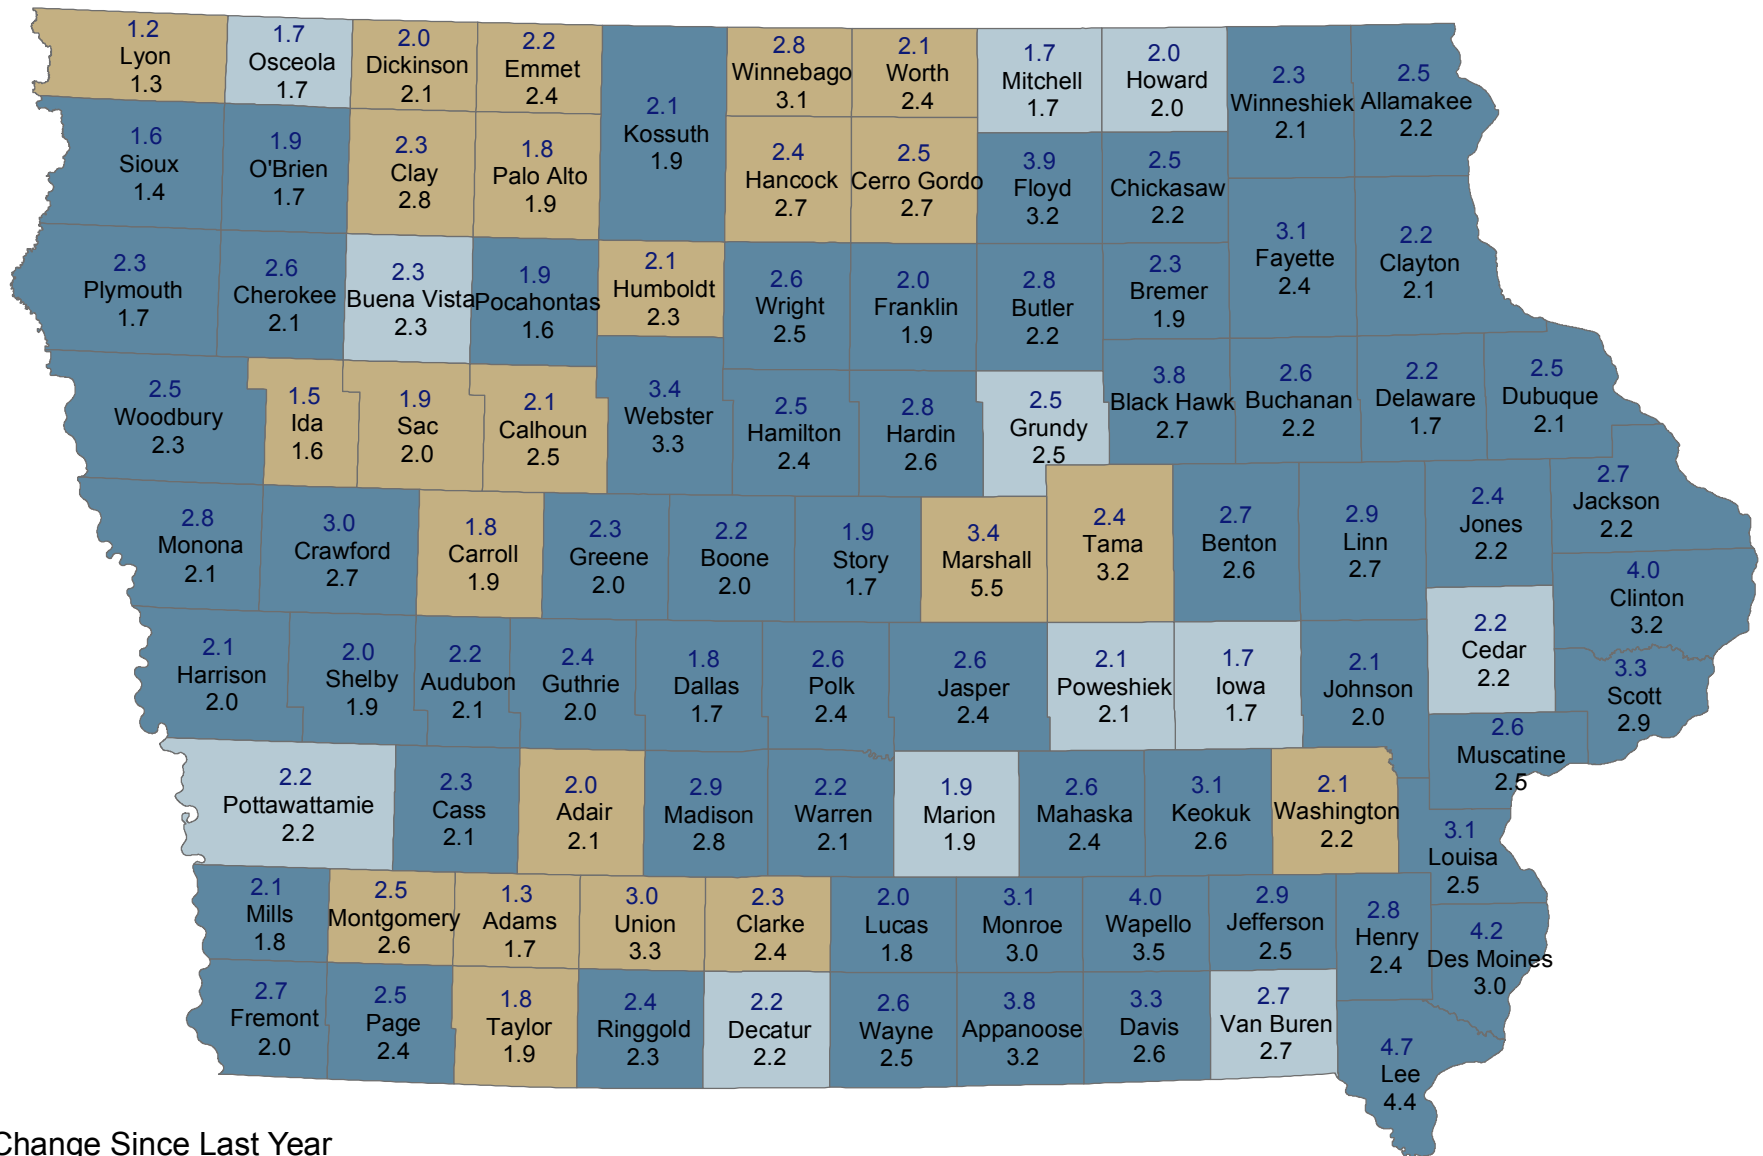 1.2
Lyon
1.3
1.7
Osceola
1.7
2.0
Dickinson
2.1
2.2
Emmet
2.4
2.1
Kossuth
1.9
2.8
Winnebago
3.1
2.1
Worth
2.4
1.7
Mitchell
1.7
2.0
Howard
2.0
2.3
Winneshiek
2.1
2.5
Allamakee
2.2
1.6
Sioux
1.4
1.9
O'Brien
1.7
2.3
Clay
2.8
1.8
Palo Alto
1.9
2.4
Hancock
2.7
2.5
Cerro Gordo
2.7
3.9
Floyd
3.2
2.5
Chickasaw
2.2
2.3
Plymouth
1.7
2.6
Cherokee
2.1
2.3
Buena Vista
2.3
1.9
Pocahontas
1.6
2.1
Humboldt
2.3
2.6
Wright
2.5
2.0
Franklin
1.9
2.8
Butler
2.2
2.3
Bremer
1.9
3.1
Fayette
2.4
2.2
Clayton
2.1
2.5
Woodbury
2.3
1.5
Ida
1.6
1.9
Sac
2.0
2.1
Calhoun
2.5
3.4
Webster
3.3
2.5
Hamilton
2.4
2.8
Hardin
2.6
2.5
Grundy
2.5
3.8
Black Hawk
2.7
2.6
Buchanan
2.2
2.2
Delaware
1.7
2.5
Dubuque
2.1
2.8
Monona
2.1
3.0
Crawford
2.7
1.8
Carroll
1.9
2.3
Greene
2.0
2.2
Boone
2.0
1.9
Story
1.7
3.4
Marshall
5.5
2.4
Tama
3.2
2.7
Benton
2.6
2.9
Linn
2.7
2.4
Jones
2.2
2.7
Jackson
2.2
4.0
Clinton
3.2
2.1
Harrison
2.0
2.0
Shelby
1.9
2.2
Audubon
2.1
2.4
Guthrie
2.0
1.8
Dallas
1.7
2.6
Polk
2.4
2.6
Jasper
2.4
2.1
Poweshiek
2.1
1.7
Iowa
1.7
2.1
Johnson
2.0
2.2
Cedar
2.2
3.3
Scott
2.9
2.6
Muscatine
2.5
2.2
Pottawattamie
2.2
2.3
Cass
2.1
2.0
Adair
2.1
2.9
Madison
2.8
2.2
Warren
2.1
1.9
Marion
1.9
2.6
Mahaska
2.4
3.1
Keokuk
2.6
2.1
Washington
2.2
3.1
Louisa
2.5
2.1
Mills
1.8
2.5
Montgomery
2.6
1.3
Adams
1.7
3.0
Union
3.3
2.3
Clarke
2.4
2.0
Lucas
1.8
3.1
Monroe
3.0
4.0
Wapello
3.5
2.9
Jefferson
2.5
2.8
Henry
2.4
4.2
Des Moines
3.0
2.7
Fremont
2.0
2.5
Page
2.4
1.8
Taylor
1.9
2.4
Ringgold
2.3
2.2
Decatur
2.2
2.6
Wayne
2.5
3.8
Appanoose
3.2
3.3
Davis
2.6
2.7
Van Buren
2.7
4.7
Lee
4.4
Change Since Last Year